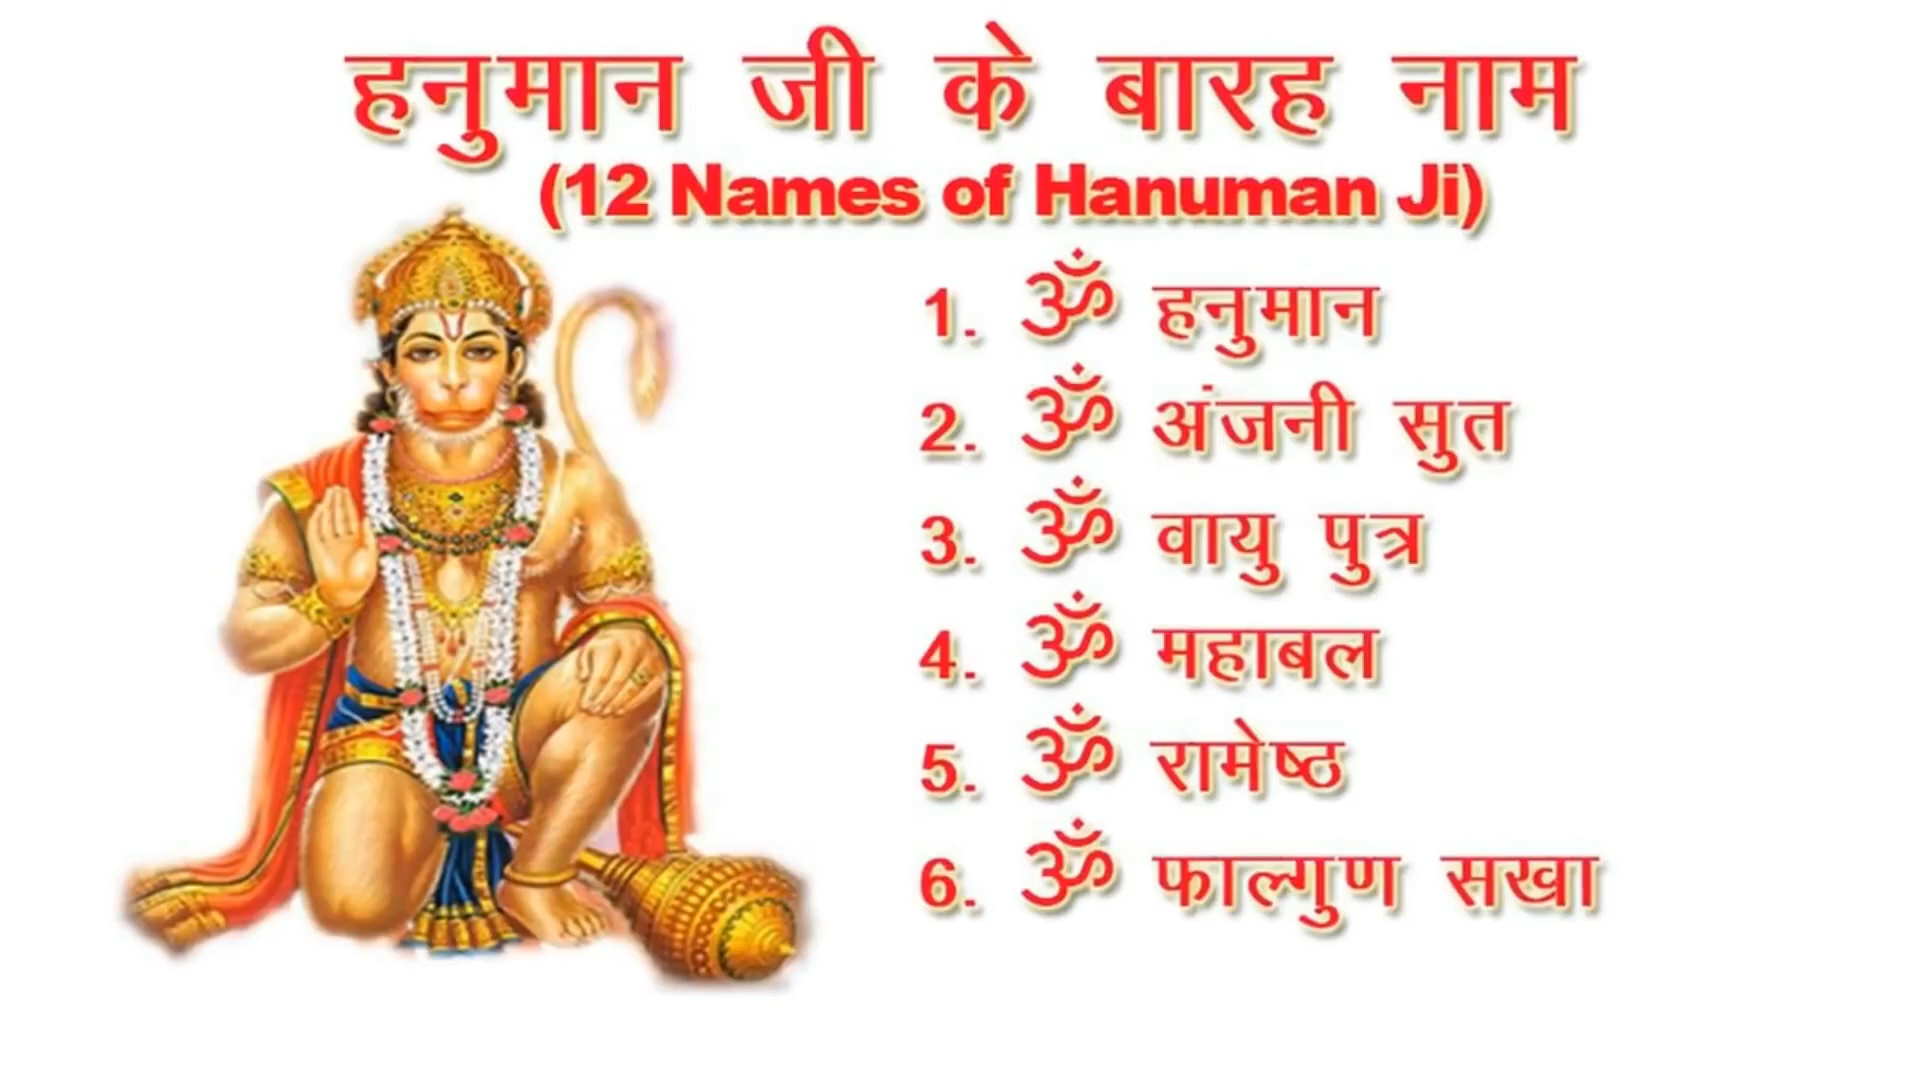 हनुमान जी के बारह नाम
(12 Names of Hanuman Ji)
1. ॐ हनुमान
2. ॐ अंजनी सुत
3. ॐ वायु पुत्र
4. ॐ महाबल
5. ॐ रामेष्ठ
6. ॐ फाल्गुण सखा